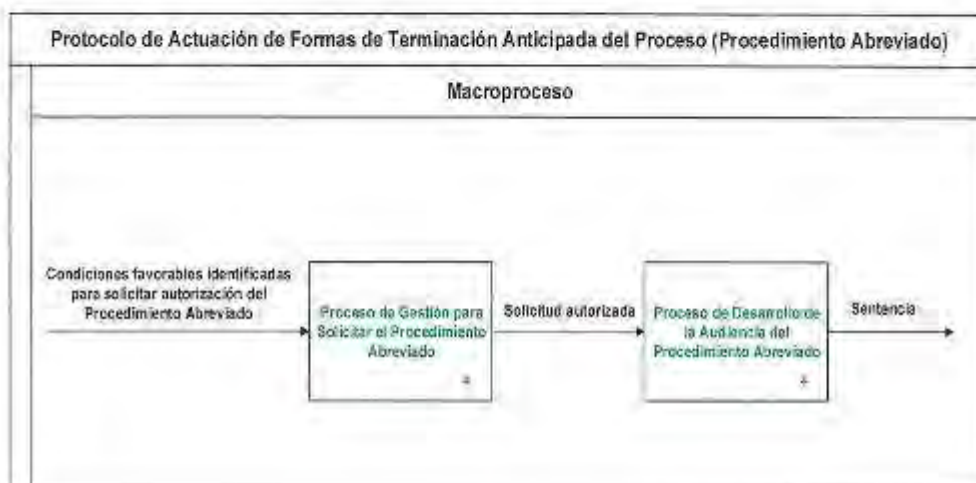 Protocolo de Actuación de Formas de Terminación Anticipada del Proceso (Procedimiento Abreviado)
Macroproceso
Condiciones favorables identificadas
para solicitar autorización del
Procedimiento Abreviado
Proceso de Gestión para
Solicitar el Procedimiento
Abreviado
+
Solicitud autorizada
Proceso de Desarrollo de
la Audiencia del
Procedimiento Abreviado
+
Sentencia